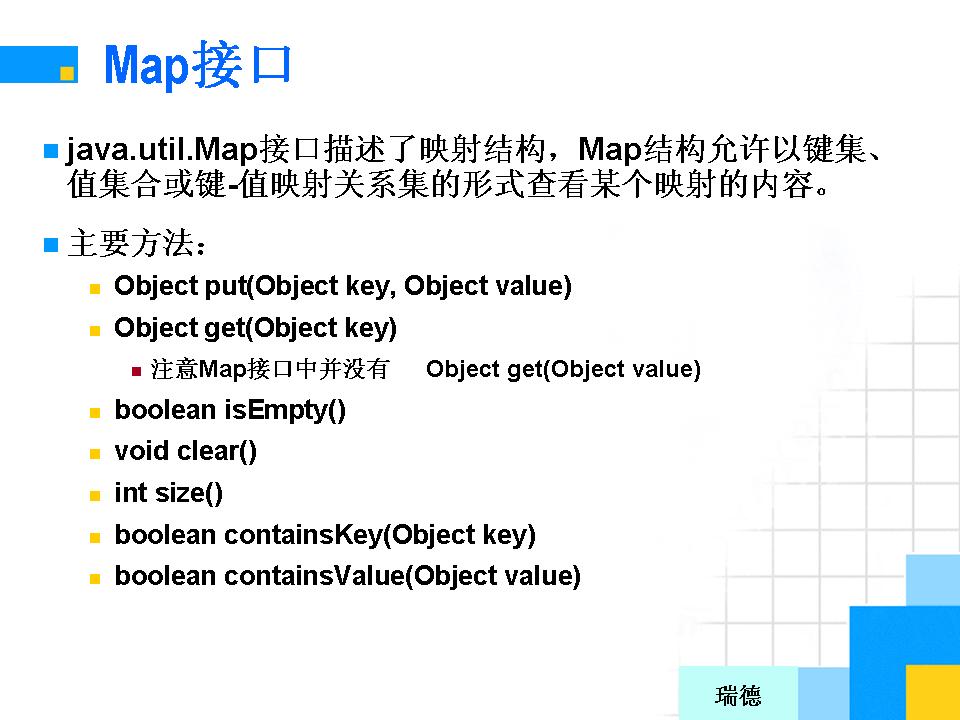 Map接口
java.util.Map接口描述了映射结构，Map结构允许以键集、
值集合或键-值映射关系集的形式查看某个映射的内容。
主要方法：
Object put(Object key, Object value)
Object get(Object key)
注意Map接口中并没有 Object get(Object value)
boolean isEmpty()
void clear()
int size()
boolean containsKey(Object key)
boolean containsValue(Object value)
瑞德